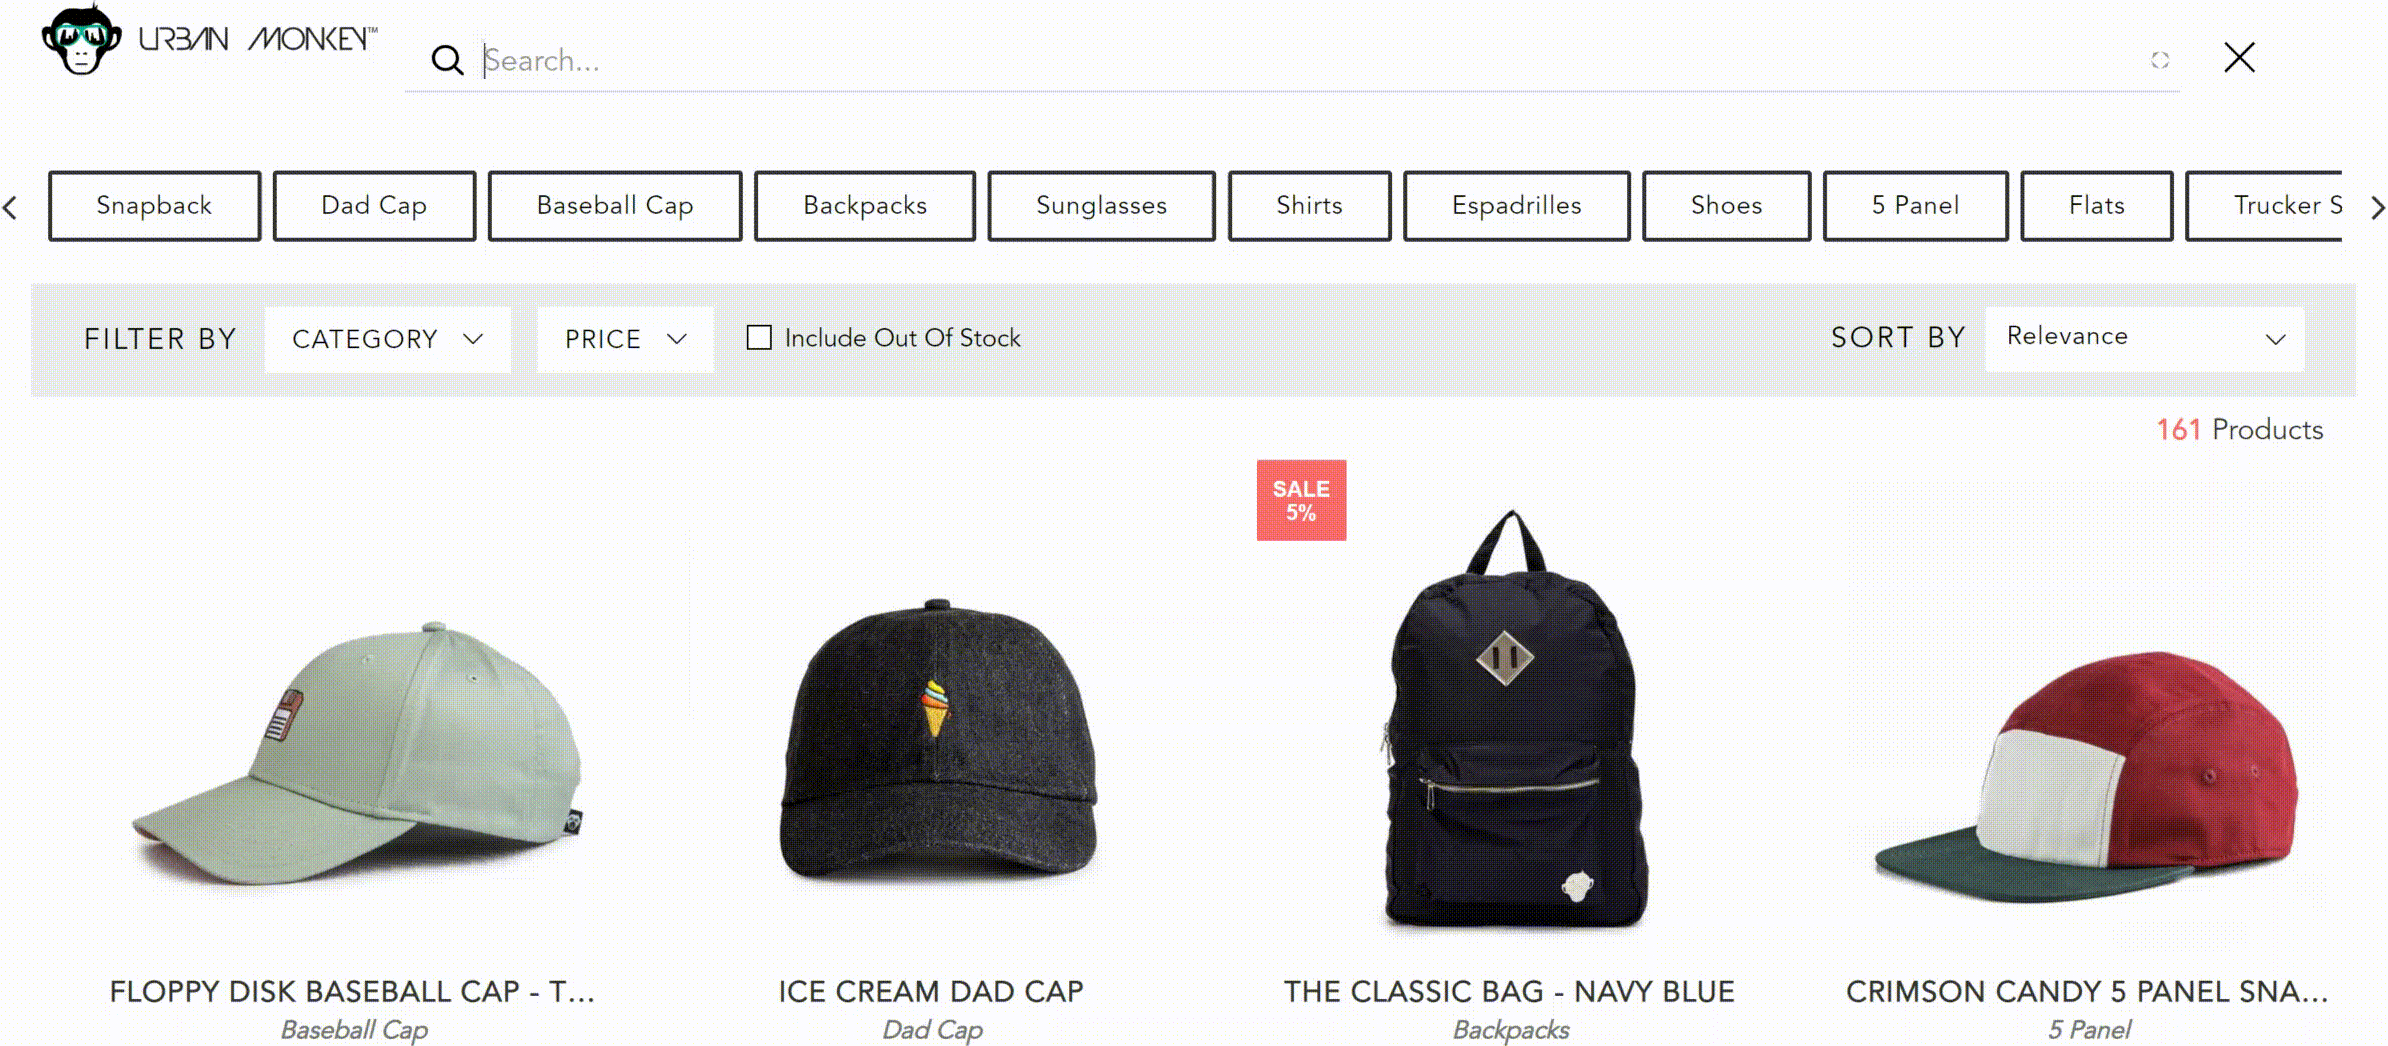 URBAN MONKEY™
Search...
Snapback
Dad Cap
Baseball Cap
Backpacks
Sunglasses
Shirts
Espadrilles
Shoes
5 Panel
Flats
Trucker S
FILTER BY
CATEGORY
PRICE
Include Out Of Stock
SORT BY
Relevance
161 Products
SALE
5%
FLOPPY DISK BASEBALL CAP - T...
Baseball Cap
ICE CREAM DAD CAP
Dad Cap
THE CLASSIC BAG - NAVY BLUE
Backpacks
CRIMSON CANDY 5 PANEL SNA...
5 Panel